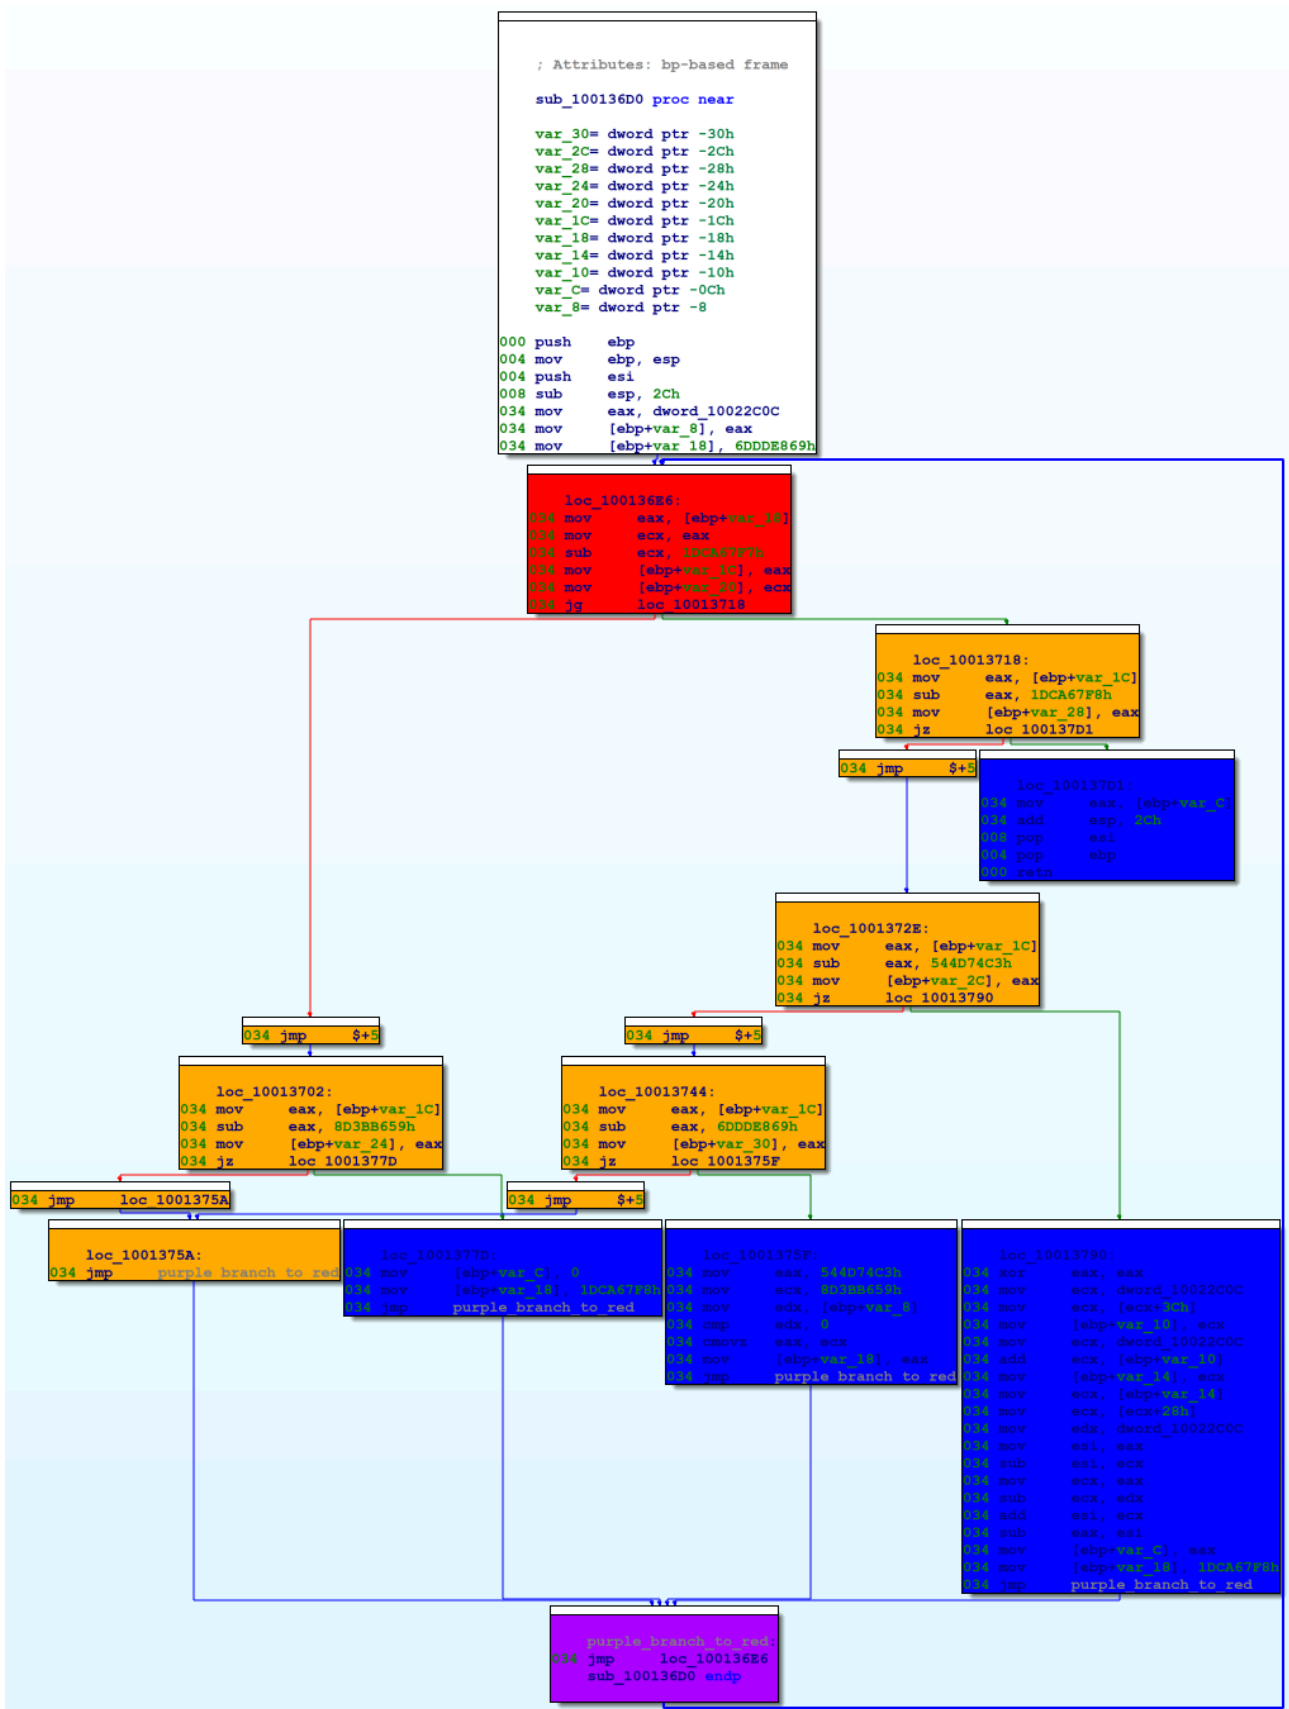 ; Attributes: bp-based frame
sub_100136D0 proc near
var_30= dword ptr -30h
var_2C= dword ptr -2Ch
var_28= dword ptr -28h
var_24= dword ptr -24h
var_20= dword ptr -20h
var_1C= dword ptr -1Ch
var_18= dword ptr -18h
var_14= dword ptr -14h
var_10= dword ptr -10h
var_C= dword ptr -0Ch
var_8= dword ptr -8
000 push ebp
004 mov ebp, esp
004 push esi
008 sub esp, 2Ch
034 mov eax, dword_10022C0C
034 mov [ebp+var_8], eax
034 mov [ebp+var_18], 6DDDE869h
loc_100136E6:
034 mov eax, [ebp+var_18]
034 mov ecx, eax
034 sub ecx, 1DCA67F7h
034 mov [ebp+var_1C], eax
034 mov [ebp+var_20], ecx
034 jg loc_10013718
loc_10013718:
034 mov eax, [ebp+var_1C]
034 sub eax, 1DCA67F8h
034 mov [ebp+var_28], eax
034 jz loc_100137D1
034 jmp $+5
loc_100137D1:
034 mov eax, [ebp+var_C]
034 add esp, 2Ch
008 pop esi
004 pop ebp
000 retn
loc_1001372E:
034 mov eax, [ebp+var_1C]
034 sub eax, 544D74C3h
034 mov [ebp+var_2C], eax
034 jz loc_10013790
034 jmp $+5
034 jmp $+5
loc_10013702:
034 mov eax, [ebp+var_1C]
034 sub eax, 8D3BB659h
034 mov [ebp+var_24], eax
034 jz loc_1001377D
loc_10013744:
034 mov eax, [ebp+var_1C]
034 sub eax, 6DDDE869h
034 mov [ebp+var_30], eax
034 jz loc_1001375F
034 jmp loc_1001375A
034 jmp $+5
loc_1001375A:
034 jmp purple_branch_to_red
loc_1001377D:
034 mov [ebp+var_C], 0
034 mov [ebp+var_18], 1DCA67F8h
034 jmp purple_branch_to_red
loc_1001375F:
034 mov eax, 544D74C3h
034 mov ecx, 8D3BB659h
034 mov edx, [ebp+var_8]
034 cmp edx, 0
034 cmovz eax, ecx
034 mov [ebp+var_18], eax
034 jmp purple_branch_to_red
loc_10013790:
034 xor eax, eax
034 mov ecx, dword_10022C0C
034 mov ecx, [ecx+3Ch]
034 mov [ebp+var_10], ecx
034 mov ecx, dword_10022C0C
034 add ecx, [ebp+var_10]
034 mov [ebp+var_14], ecx
034 mov ecx, [ebp+var_14]
034 mov ecx, [ecx+28h]
034 mov edx, dword_10022C0C
034 mov esi, eax
034 sub esi, ecx
034 mov ecx, eax
034 sub ecx, edx
034 add esi, ecx
034 sub eax, esi
034 mov [ebp+var_C], eax
034 mov [ebp+var_18], 1DCA67F8h
034 jmp purple_branch_to_red
purple_branch_to_red:
034 jmp loc_100136E6
sub_100136D0 endp